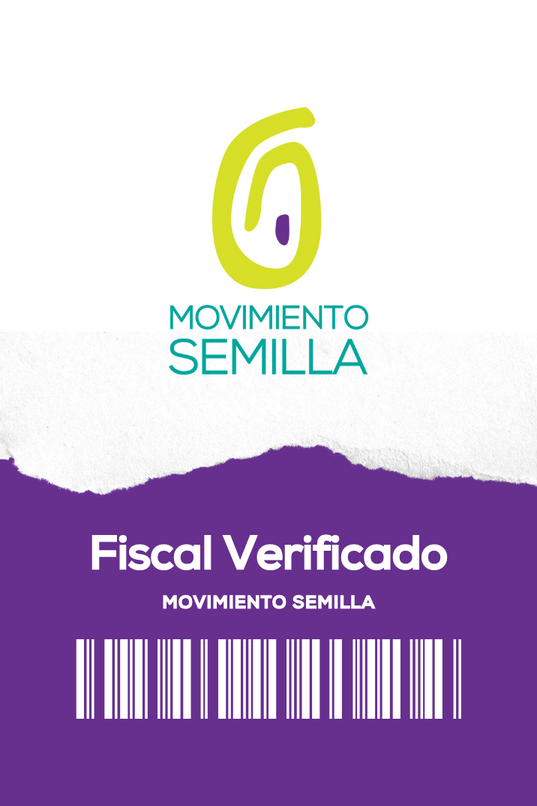 MOVIMIENTO
SEMILLA
Fiscal Verificado
MOVIMIENTO SEMILLA